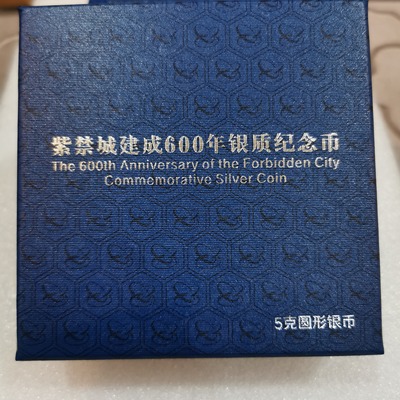 紫禁城建成600年银质纪念币
The 600th Anniversary of the Forbidden City
Commemorative Silver Coin
5克圆形银币